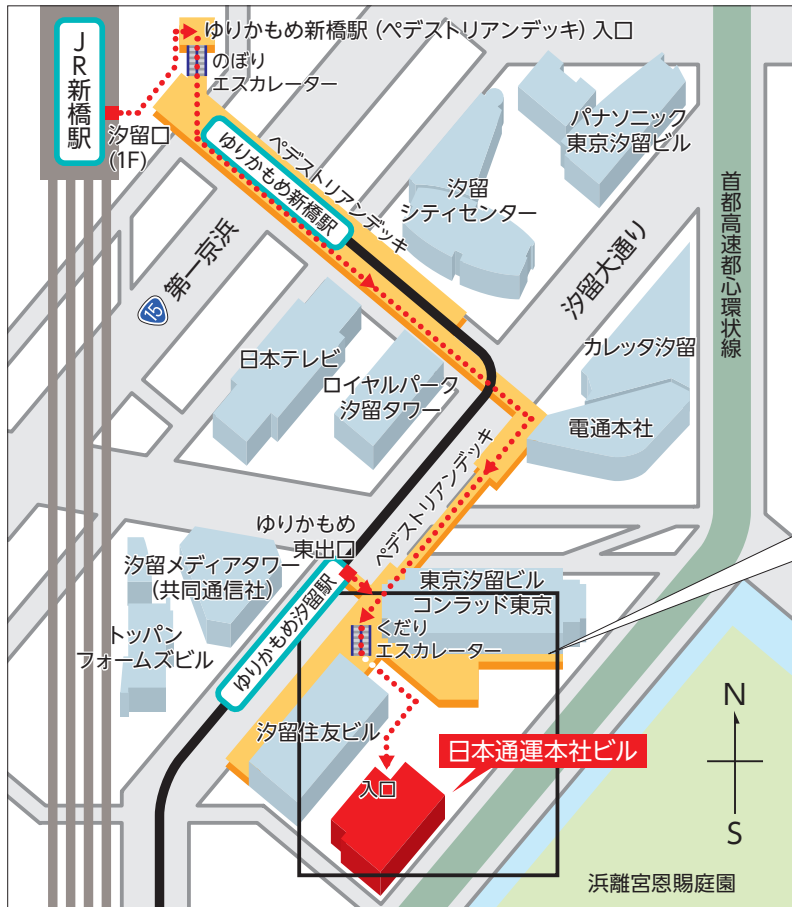 JR新橋駅
ゆりかもめ新橋駅(ペデストリアンデッキ)入口
のぼり
エスカレーター
汐留口
(1F)
ペデストリアンデッキ
ゆりかもめ新橋駅
パナソニック
東京汐留ビル
汐留
シティセンター
首都高速都心環状線
15
第一京浜
汐留大通り
カレッタ汐留
日本テレビ
ロイヤルパーク
汐留タワー
電通本社
ペデストリアンデッキ
ゆりかもめ
東出口
汐留メディアタワー
(共同通信社)
東京汐留ビル
コンラッド東京
トッパン
フォームズビル
ゆりかもめ汐留駅
くだり
エスカレーター
汐留住友ビル
日本通運本社ビル
入口
N
S
浜離宮恩賜庭園